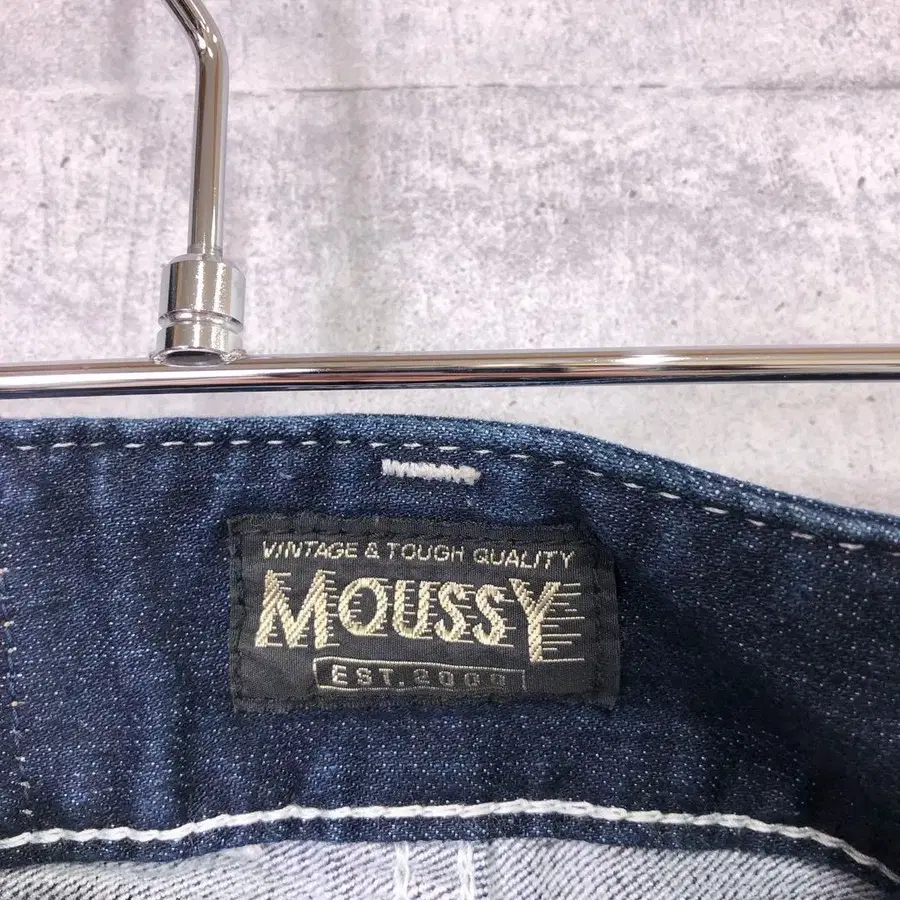 VINTAGE & TOUGH QUALITY
MOUSSY
EST. 2000